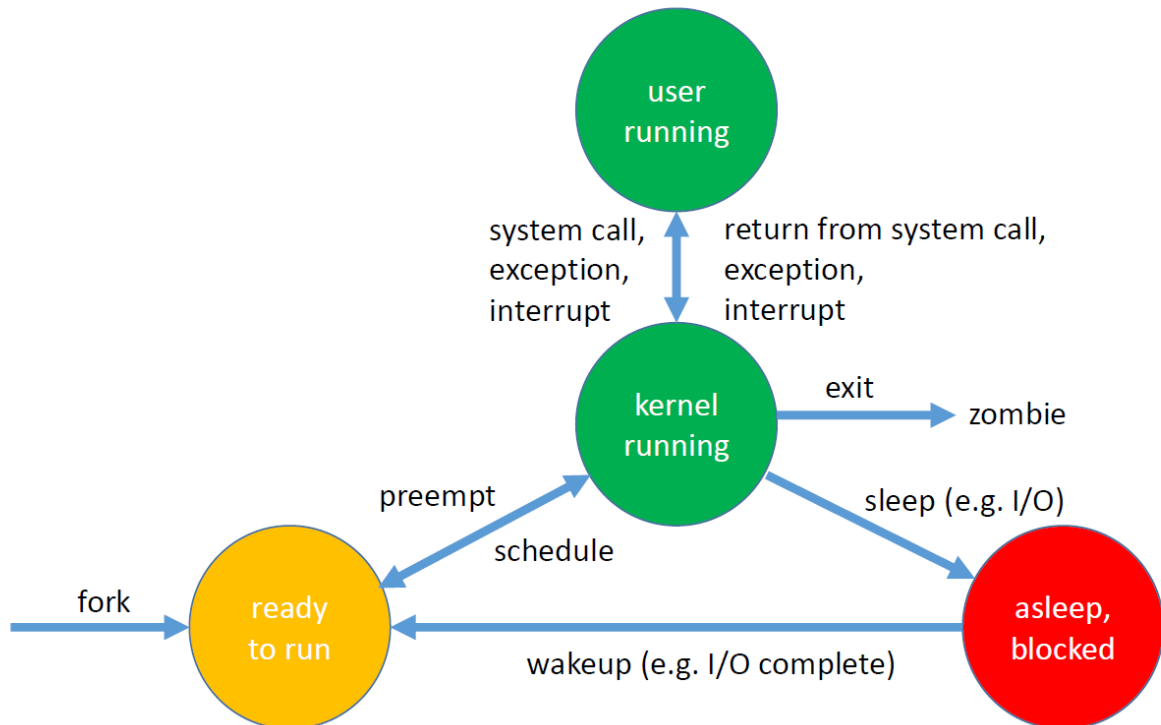 user
running
system call,
exception,
interrupt
return from system call,
exception,
interrupt
kernel
running
exit
zombie
preempt
schedule
sleep (e.g. I/O)
fork
ready
to run
asleep,
blocked
wakeup (e.g. I/O complete)